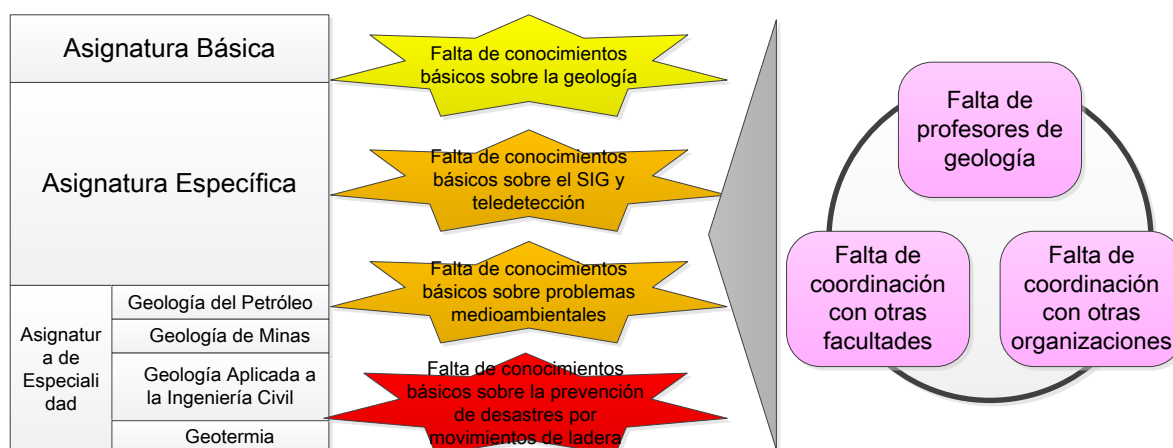 Asignatura Básica
Asignatura Específica
Asignatur
a de
Especiali
dad
Geología del Petróleo
Geología de Minas
Geología Aplicada a
la Ingeniería Civil
Geotermia
Falta de conocimientos
básicos sobre la geología
Falta de conocimientos
básicos sobre el SIG y
teledetección
Falta de conocimientos
básicos sobre problemas
medioambientales
Falta de conocimientos
básicos sobre la prevención
de desastres por
movimientos de ladera
Falta de
profesores de
geología
Falta de
coordinación
con otras
facultades
Falta de
coordinación
con otras
organizaciones